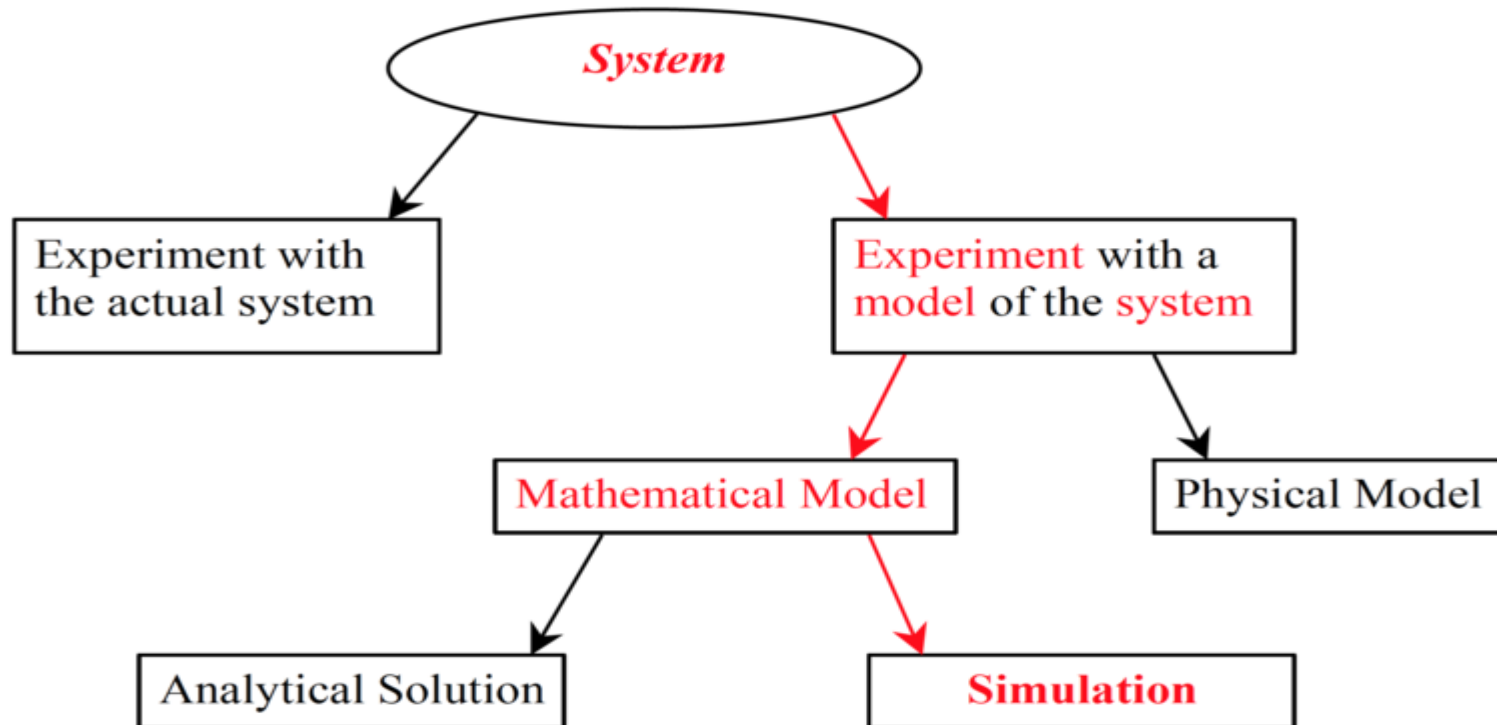 System
Experiment with
the actual system
Experiment with a
model of the system
Mathematical Model
Physical Model
Analytical Solution
Simulation